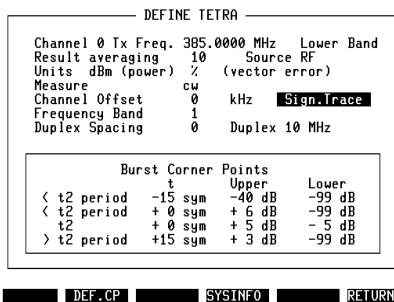 DEFINE TETRA
Channel 0 Tx Freq. 385.0000 MHz Lower Band
Result averaging 10 Source RF
Units dBm (power) % (vector error)
Measure cw
Channel Offset 0 kHz Sign.Trace
Frequency Band 1
Duplex Spacing 0 Duplex 10 MHz
Burst Corner Points
t Upper Lower
< t2 period -15 sym -40 dB -99 dB
< t2 period + 0 sym + 6 dB -99 dB
t2 + 0 sym + 5 dB - 5 dB
> t2 period +15 sym + 3 dB -99 dB
DEF.CP SYSINFO RETURN